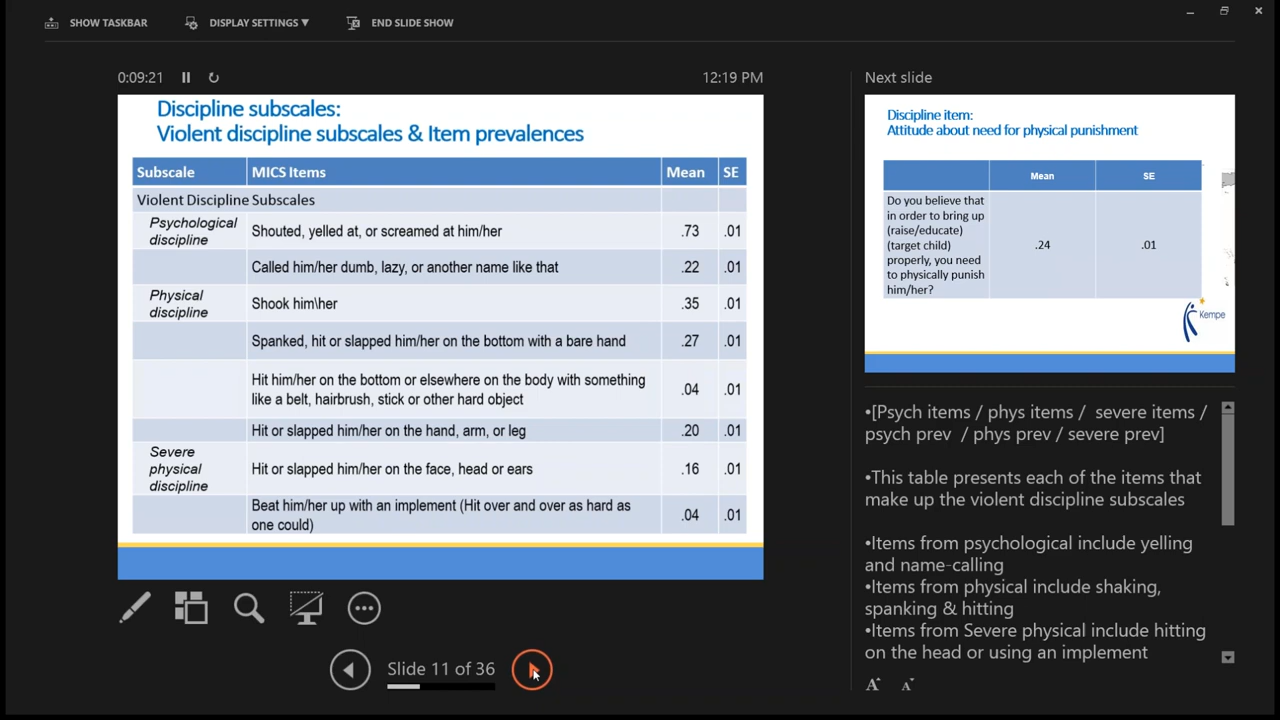 SHOW TASKBAR
DISPLAY SETTINGS ▼
END SLIDE SHOW
0:09:21
12:19 PM
Discipline subscales:
Violent discipline subscales & Item prevalences
Subscale MICS Items Mean SE
Violent Discipline Subscales
Psychological
discipline
Shouted, yelled at, or screamed at him/her .73 .01
Called him/her dumb, lazy, or another name like that .22 .01
Physical
discipline
Shook him\her .35 .01
Spanked, hit or slapped him/her on the bottom with a bare hand .27 .01
Hit him/her on the bottom or elsewhere on the body with something
like a belt, hairbrush, stick or other hard object
.04 .01
Hit or slapped him/her on the hand, arm, or leg .20 .01
Severe
physical
discipline
Hit or slapped him/her on the face, head or ears .16 .01
Beat him/her up with an implement (Hit over and over as hard as
one could)
.04 .01
Slide 11 of 36
Next slide
Discipline item:
Attitude about need for physical punishment
Mean SE
Do you believe that
in order to bring up
(raise/educate)
(target child)
properly, you need
to physically punish
him/her?
.24 .01
Kempe
•[Psych items / phys items / severe items /
psych prev / phys prev / severe prev]
•This table presents each of the items that
make up the violent discipline subscales
•Items from psychological include yelling
and name-calling
•Items from physical include shaking,
spanking & hitting
•Items from Severe physical include hitting
on the head or using an implement
A A